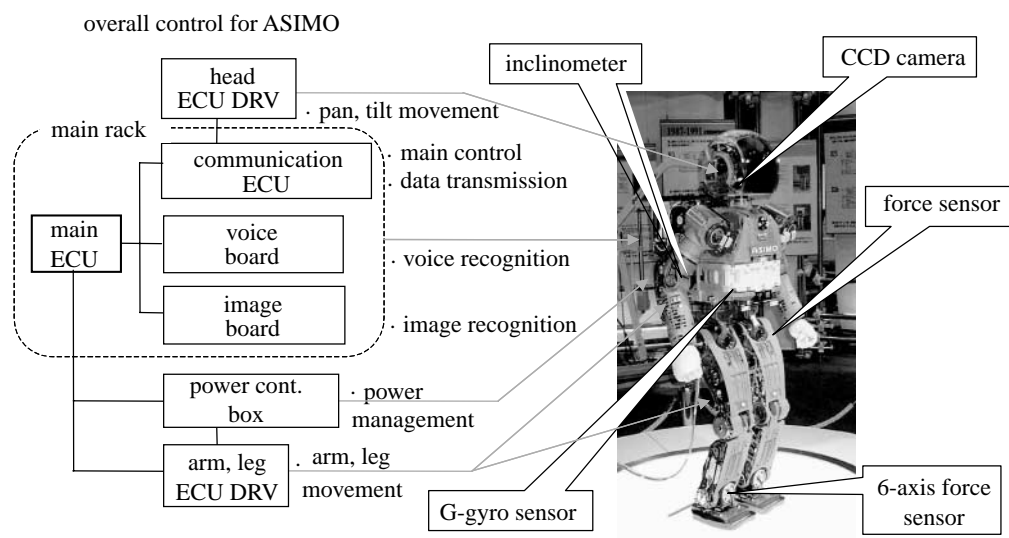 overall control for ASIMO
head
ECU DRV
· pan, tilt movement
main rack
communication
ECU
· main control
· data transmission
main
ECU
voice
board
· voice recognition
image
board
· image recognition
power cont.
box
· power
management
arm, leg
ECU DRV
· arm, leg
movement
inclinometer
CCD camera
force sensor
1987-1991
ASIMO
G-gyro sensor
6-axis force
sensor